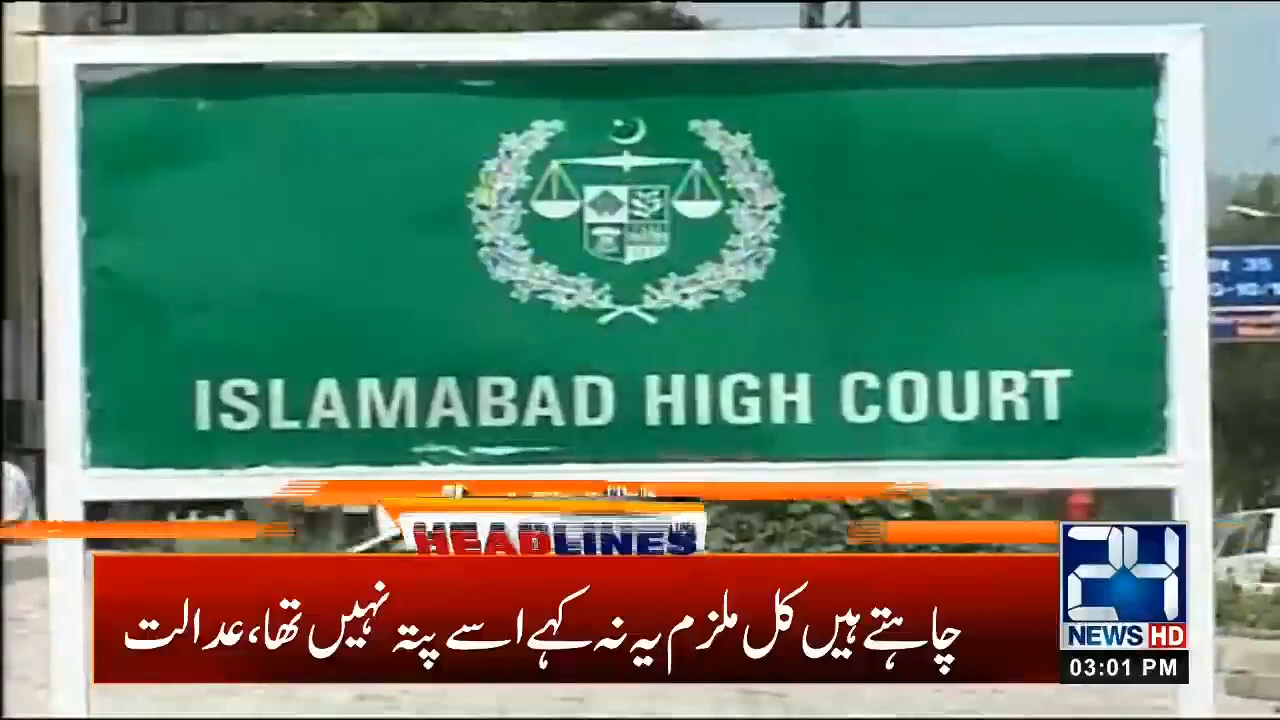 ISLAMABAD HIGH COURT
HEADLINES
چاہتے ہیں کل ملزم یہ نہ کہے اسے پتہ نہیں تھا، عدالت
24
NEWS HD
03:01 PM